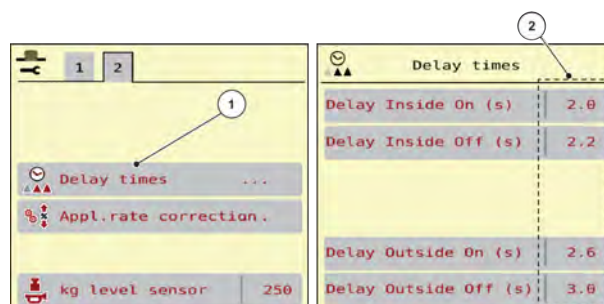 2
1 2
1
Delay times ...
Appl.rate correction.
kg level sensor 250
Delay times
Delay Inside On (s) 2.0
Delay Inside Off (s) 2.2
Delay Outside On (s) 2.6
Delay Outside Off (s) 3.0